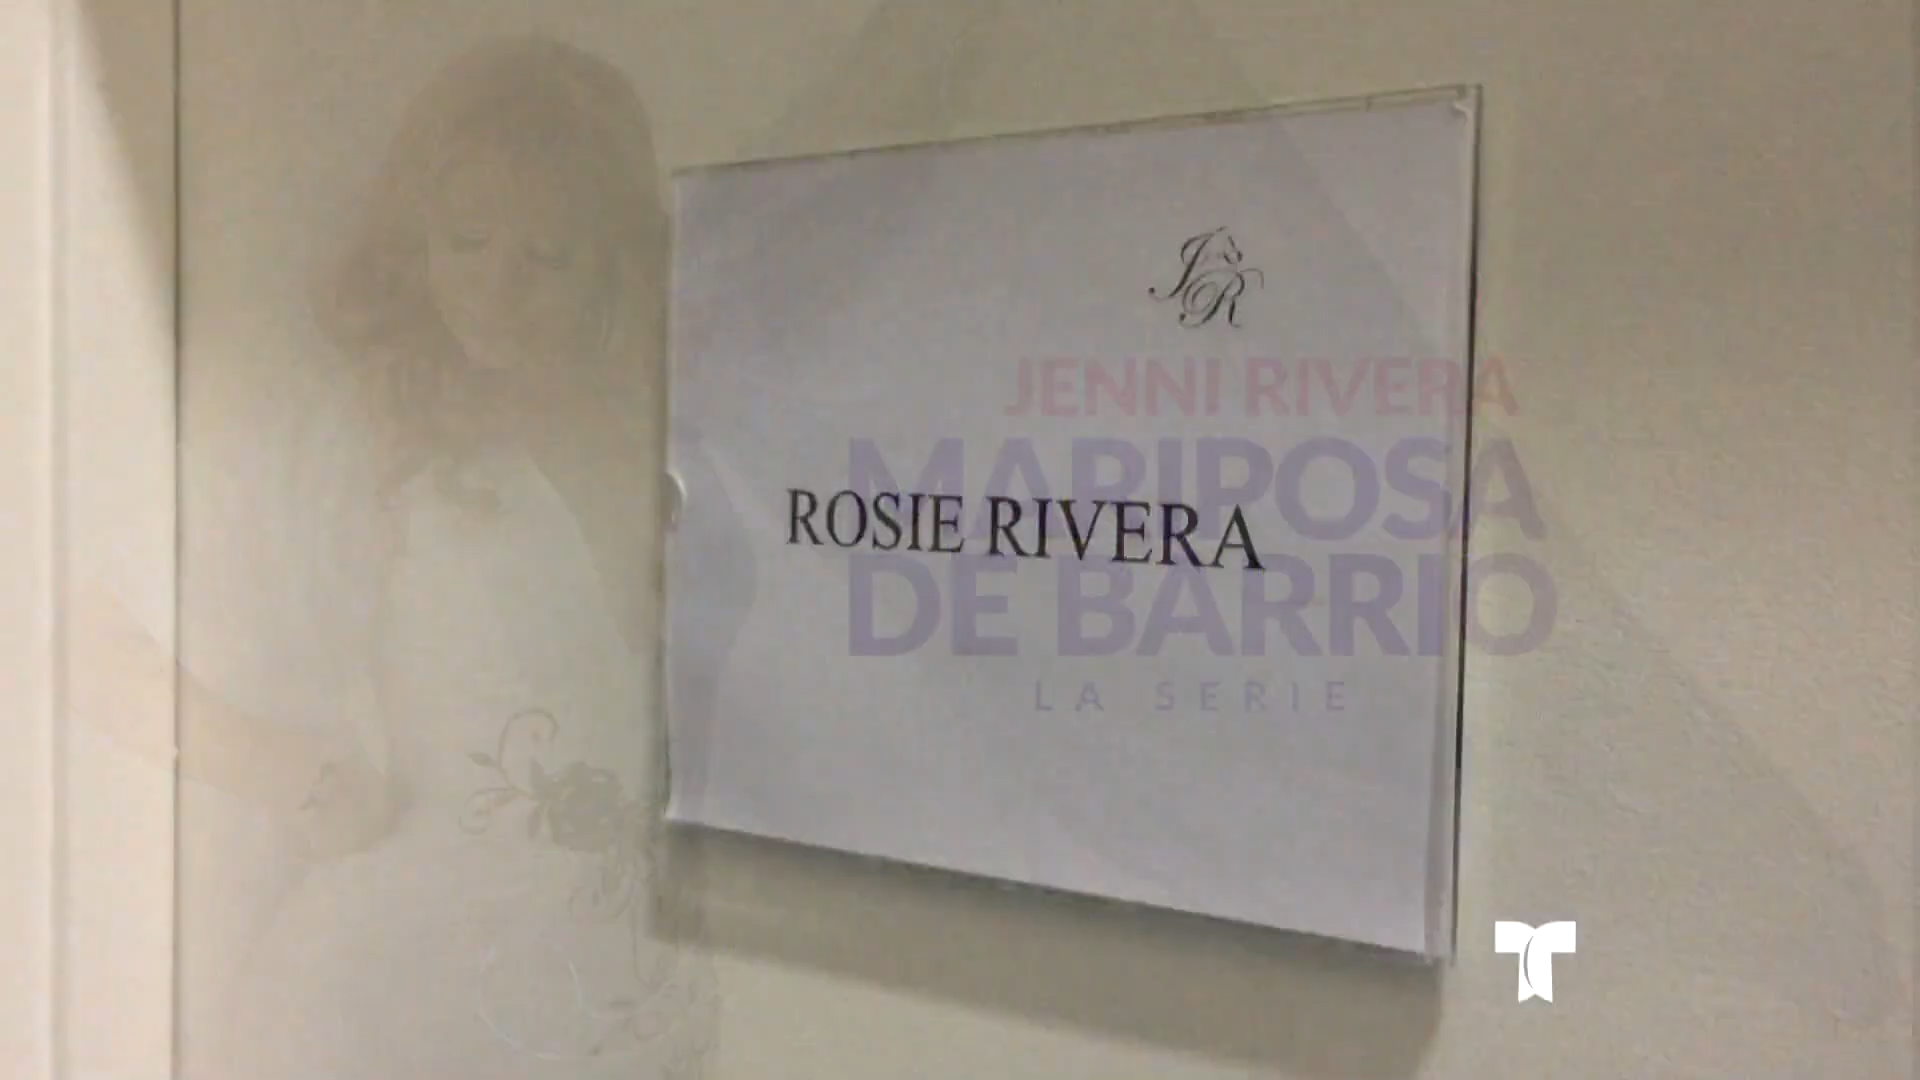 JR
JENNI RIVERA
MARIPOSA
ROSIE RIVERA
DE BARRIO
LA SERIE